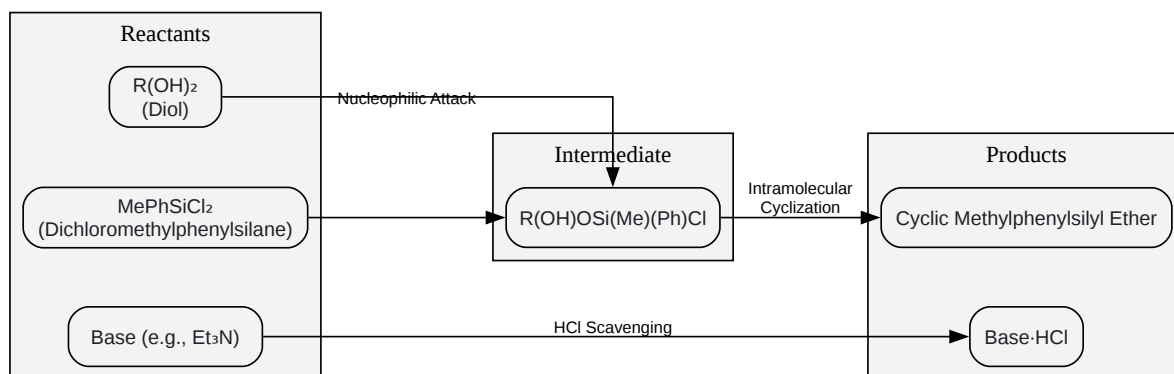 Reactants
R(OH)₂
(Diol)
Nucleophilic Attack
Intermediate
Products
MePhSiCl₂
(Dichloromethylphenylsilane)
R(OH)OSi(Me)(Ph)Cl
Intramolecular
Cyclization
Cyclic Methylphenylsilyl Ether
Base (e.g., Et₃N)
HCl Scavenging
Base·HCl